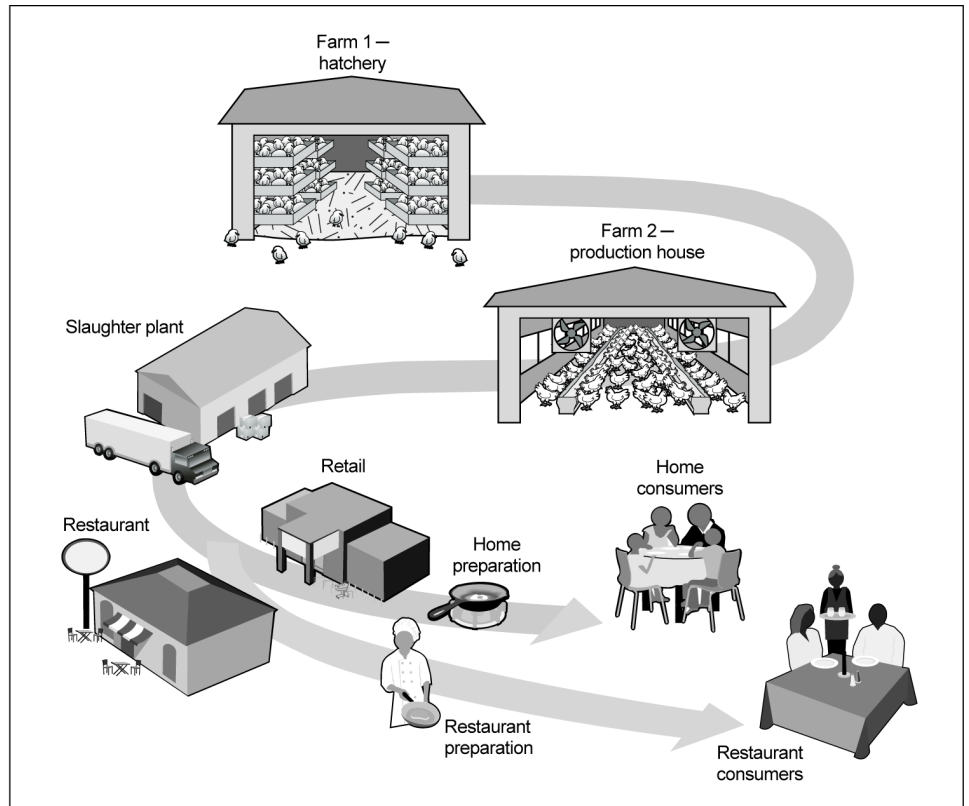 Farm 1 —
hatchery
Farm 2 —
production house
Slaughter plant
Retail
Home
consumers
Restaurant
Home
preparation
Restaurant
preparation
Restaurant
consumers